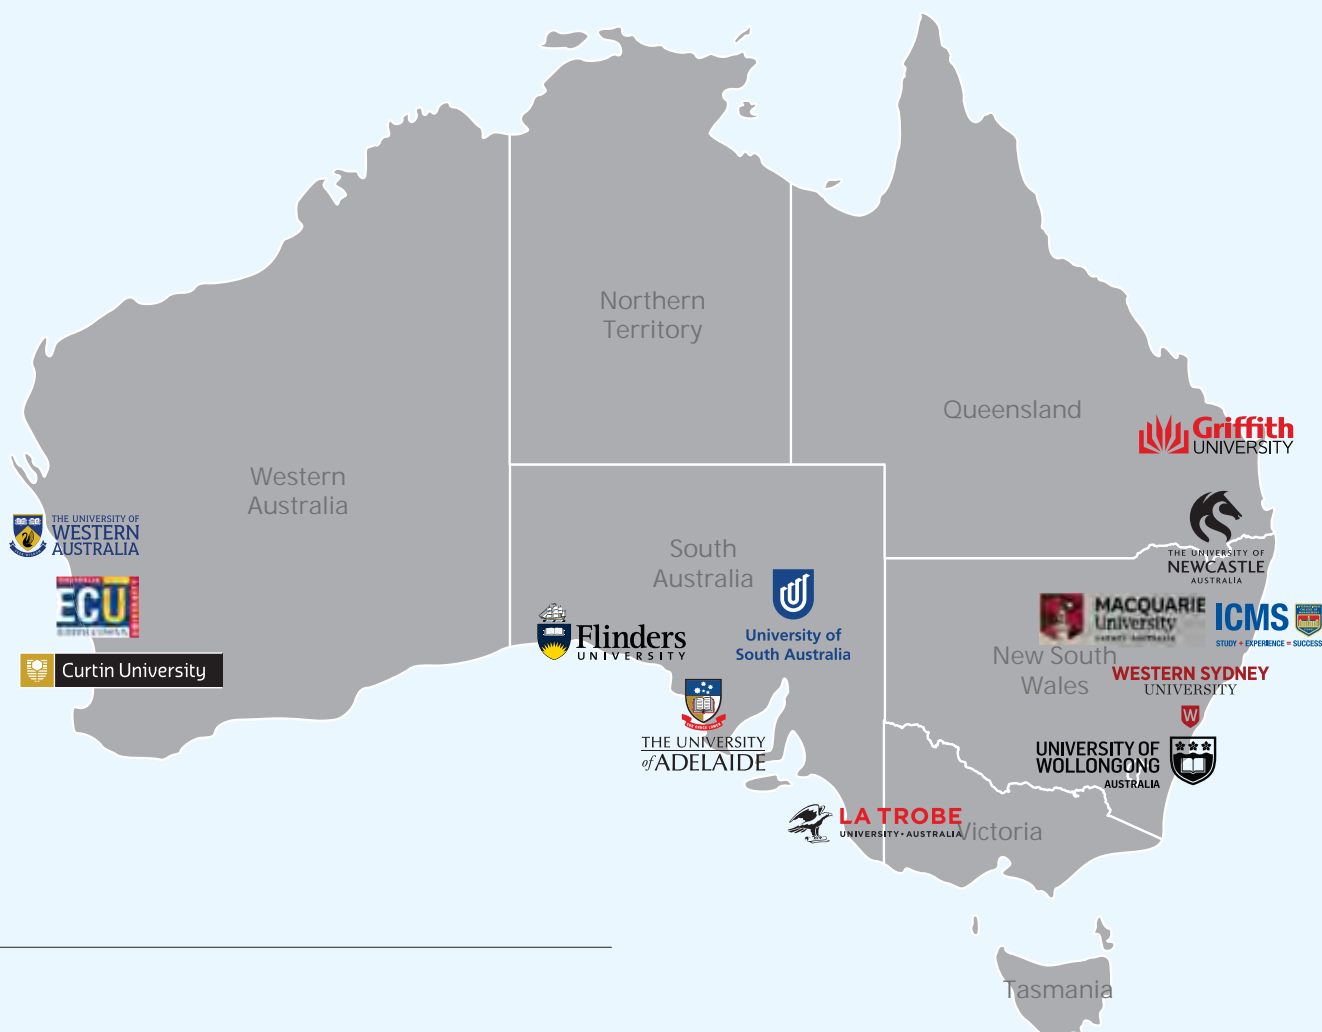 Northern
Territory
Queensland
Griffith
UNIVERSITY
Western
Australia
THE UNIVERSITY OF
WESTERN
AUSTRALIA
ECU
Curtin University
South
Australia
University of
South Australia
Flinders
UNIVERSITY
THE UNIVERSITY
of ADELAIDE
THE UNIVERSITY OF
NEWCASTLE
AUSTRALIA
MACQUARIE
University
ICMS
STUDY + EXPERIENCE = SUCCESS
New South
Wales
WESTERN SYDNEY
UNIVERSITY
W
UNIVERSITY OF
WOLLONGONG
AUSTRALIA
LA TROBE
UNIVERSITY • AUSTRALIA
Victoria
Tasmania